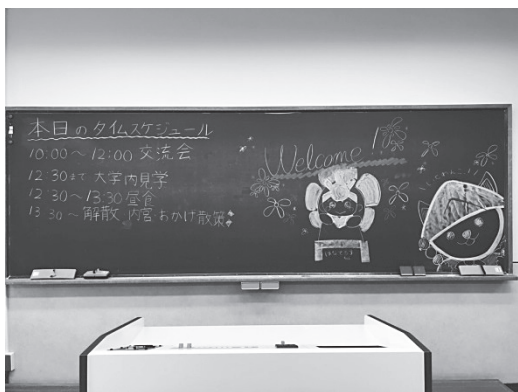 本日のタイムスケジュール
10:00〜12:00 交流会
12:30まで 大学内見学
12:30〜13:30 昼食
13:30〜 解散 内宮・おかげ散策
Welcome!